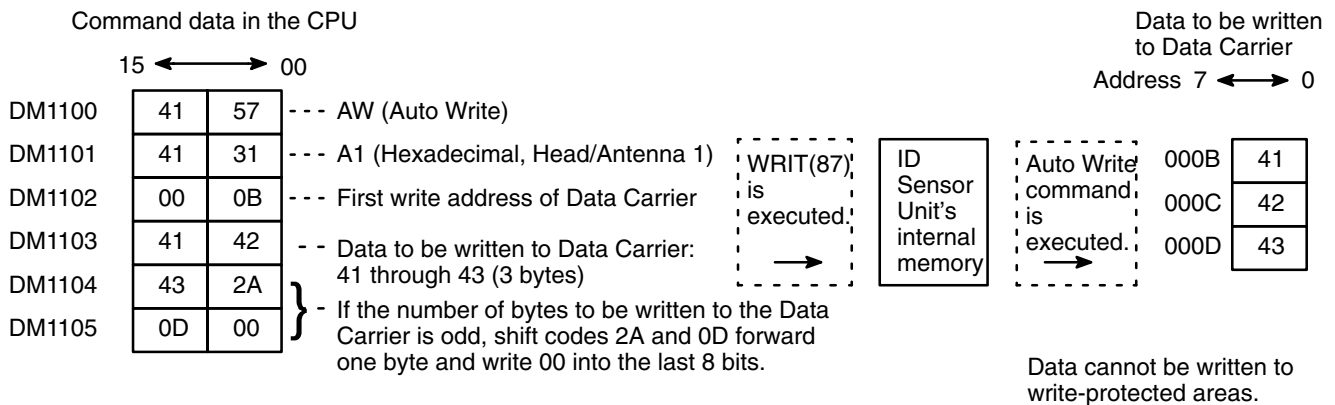 Command data in the CPU
Data to be written
to Data Carrier
15 00
Address 7 0
DM1100 41 57 AW (Auto Write)
DM1101 41 31 A1 (Hexadecimal, Head/Antenna 1)
DM1102 00 0B First write address of Data Carrier
DM1103 41 42 Data to be written to Data Carrier:
41 through 43 (3 bytes)
DM1104 43 2A
DM1105 0D 00
If the number of bytes to be written to the Data
Carrier is odd, shift codes 2A and 0D forward
one byte and write 00 into the last 8 bits.
WRIT(87)
is
executed.
ID
Sensor
Unit's
internal
memory
Auto Write
command
is
executed.
000B 41
000C 42
000D 43
Data cannot be written to
write-protected areas.